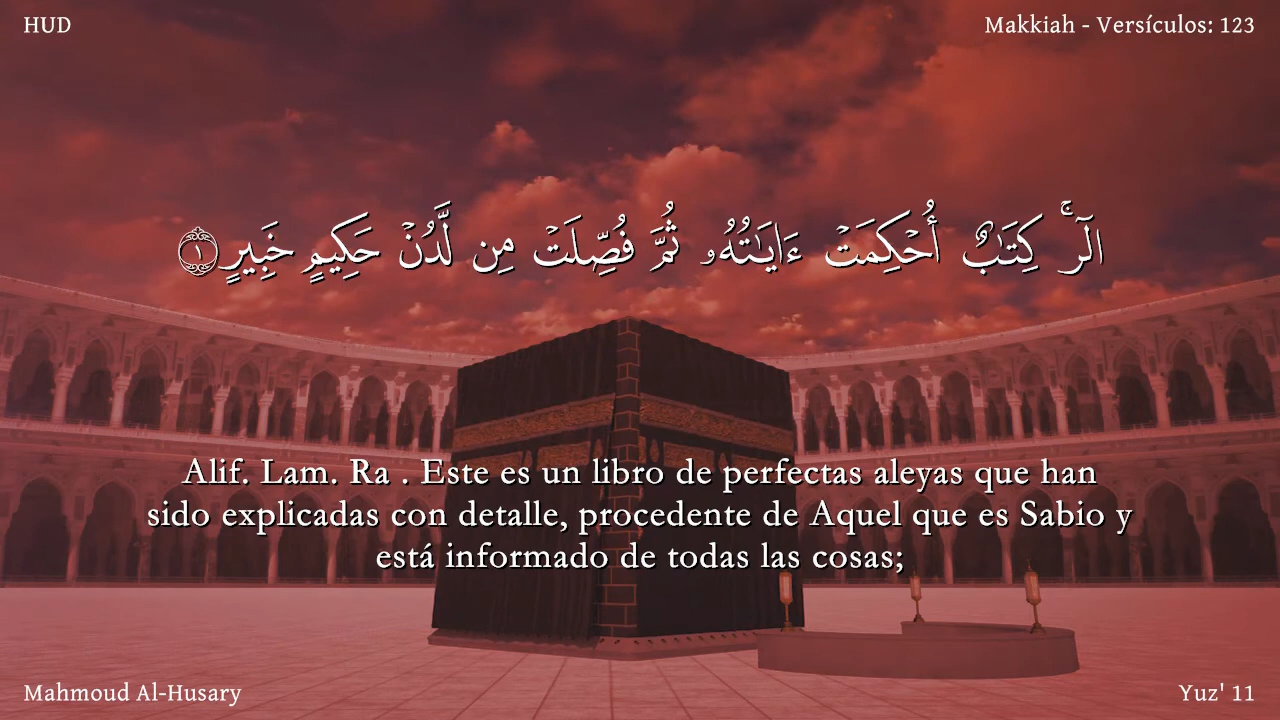 HUD
Makkiah - Versículos: 123
الٓرۚ كِتَٰبٌ أُحۡكِمَتۡ ءَايَٰتُهُۥ ثُمَّ فُصِّلَتۡ مِن لَّدُنۡ حَكِيمٍ خَبِيرٍ ١
Alif. Lam. Ra . Este es un libro de perfectas aleyas que han
sido explicadas con detalle, procedente de Aquel que es Sabio y
está informado de todas las cosas;
Mahmoud Al-Husary
Yuz' 11